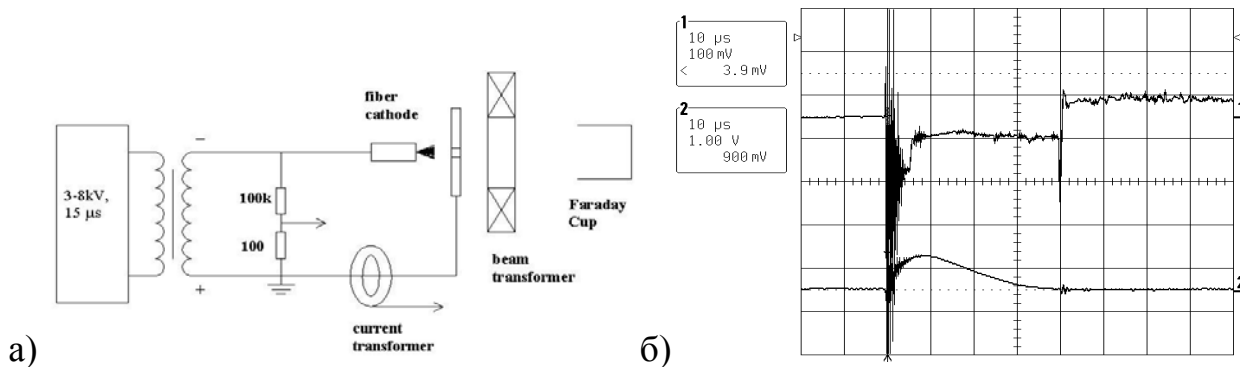 3-8kV,
15 µs
−
+
100k
100
fiber
cathode
current
transformer
beam
transformer
Faraday
Cup
а)
1
10 µs
100 mV
< 3.9 mV
2
10 µs
1.00 V
900 mV
2
б)